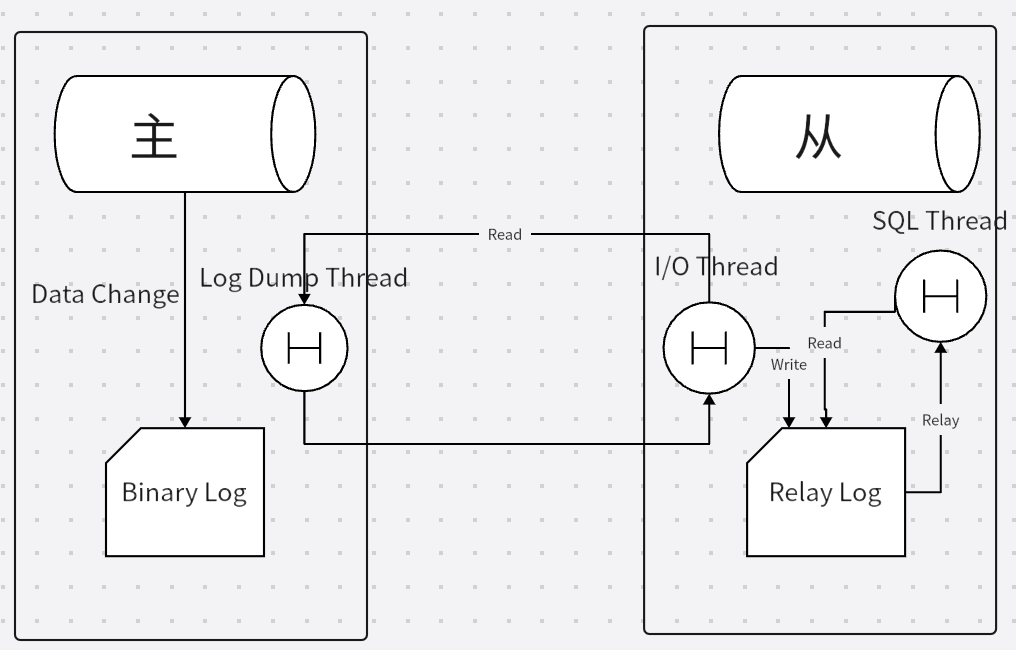 主
Data Change
Log Dump Thread
Binary Log
Read
从
SQL Thread
I/O Thread
Read
Write
Relay
Relay Log